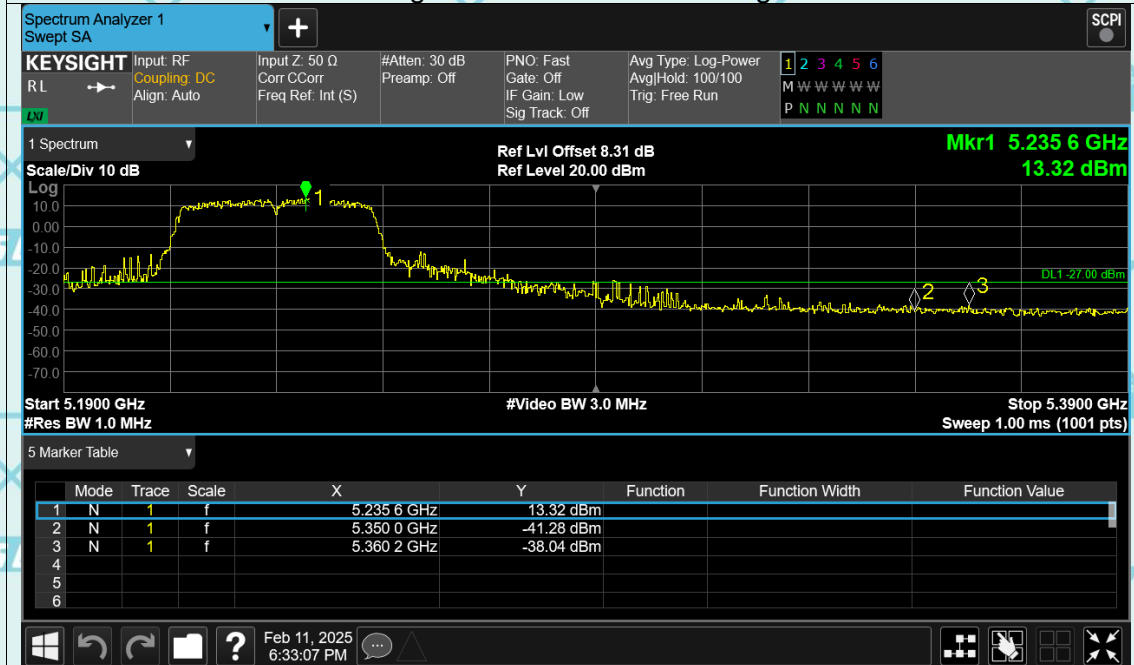 Spectrum Analyzer 1
Swept SA
+
SCPI
KEYSIGHT
RL
LXI
Input: RF
Coupling: DC
Align: Auto
Input Z: 50 Ω
Corr CCorr
Freq Ref: Int (S)
#Atten: 30 dB
Preamp: Off
PNO: Fast
Gate: Off
IF Gain: Low
Sig Track: Off
Avg Type: Log-Power
Avg|Hold: 100/100
Trig: Free Run
1 2 3 4 5 6
M W W W W W
P N N N N N N
1 Spectrum
Scale/Div 10 dB
Ref Lvl Offset 8.31 dB
Ref Level 20.00 dBm
Mkr1 5.235 6 GHz
13.32 dBm
Log
10.0
0.00
-10.0
-20.0
-30.0
-40.0
-50.0
-60.0
-70.0
1
2
3
DL1 -27.00 dBm
Start 5.1900 GHz
#Video BW 3.0 MHz
Stop 5.3900 GHz
#Res BW 1.0 MHz
Sweep 1.00 ms (1001 pts)
5 Marker Table
Mode Trace Scale X Y Function Function Width Function Value
1 N 1 f 5.235 6 GHz 13.32 dBm
2 N 1 f 5.350 0 GHz -41.28 dBm
3 N 1 f 5.360 2 GHz -38.04 dBm
4
5
6
?
Feb 11, 2025
6:33:07 PM